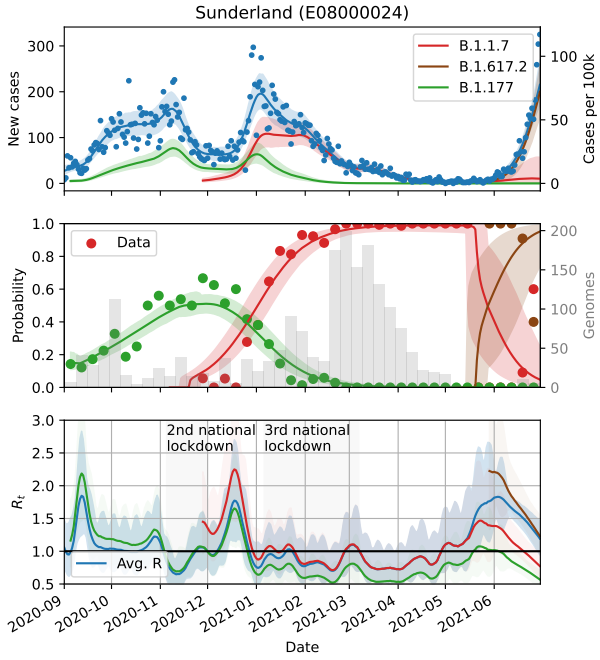 Sunderland (E08000024)
300
200
100
0
New cases
B.1.1.7
B.1.617.2
B.1.177
100
50
0
Cases per 100k
1.0
0.8
0.6
0.4
0.2
0.0
Probability
Data
200
150
100
50
0
Genomes
3.0
2.5
2.0
1.5
1.0
0.5
Rt
2nd national
lockdown
3rd national
lockdown
Avg. R
2020-09
2020-10
2020-11
2020-12
2021-01
2021-02
2021-03
2021-04
2021-05
2021-06
Date